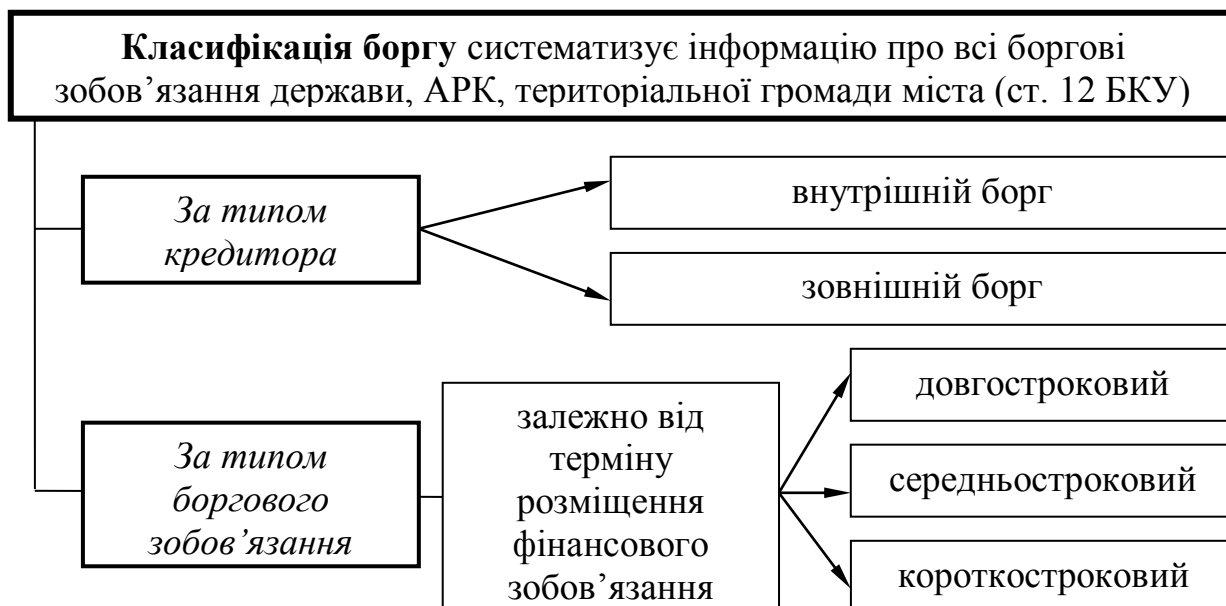 Класифікація боргу систематизує інформацію про всі боргові
зобов’язання держави, АРК, територіальної громади міста (ст. 12 БКУ)
За типом
кредитора
внутрішній борг
зовнішній борг
За типом
боргового
зобов’язання
залежно від
терміну
розміщення
фінансового
зобов’язання
довгостроковий
середньостроковий
короткостроковий